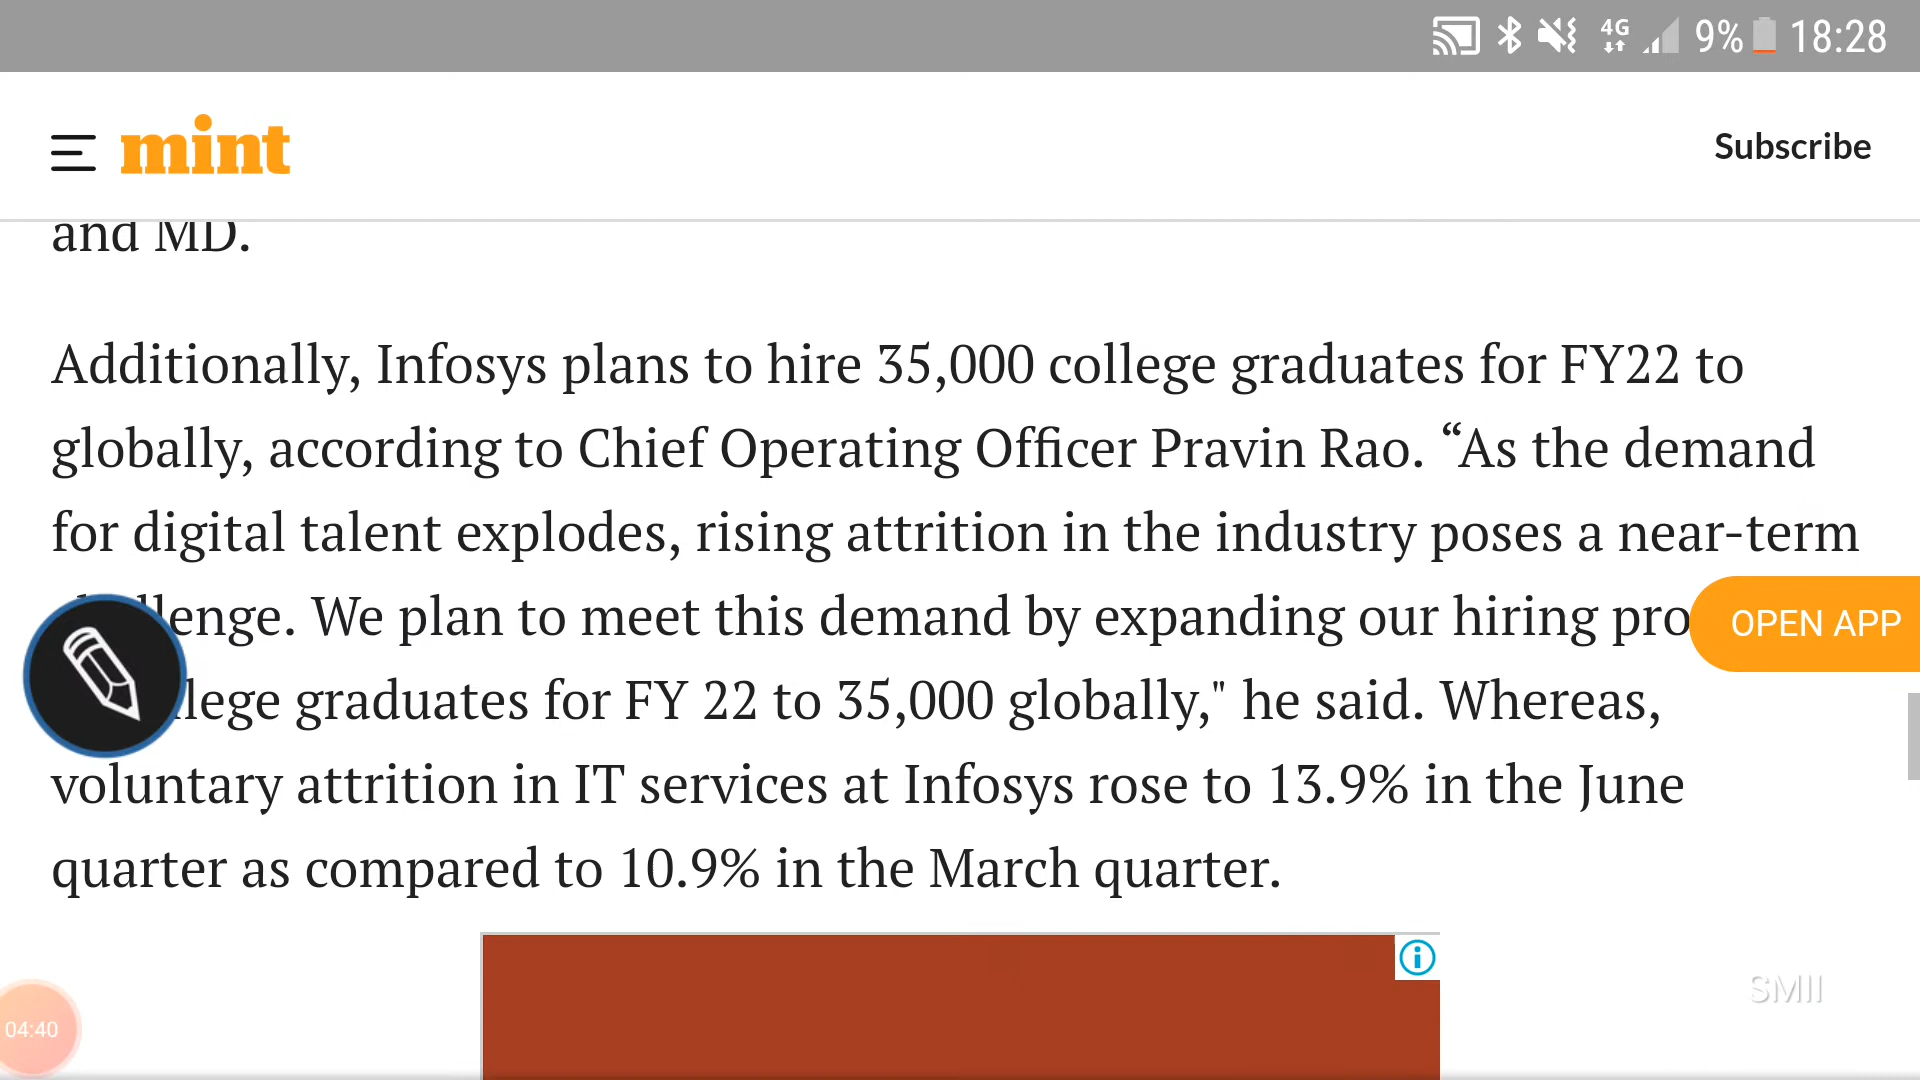 4G 9% 18:28
mint Subscribe
and MD.
Additionally, Infosys plans to hire 35,000 college graduates for FY22 to
globally, according to Chief Operating Officer Pravin Rao. “As the demand
for digital talent explodes, rising attrition in the industry poses a near-term
enge. We plan to meet this demand by expanding our hiring pro
OPEN APP
lege graduates for FY 22 to 35,000 globally," he said. Whereas,
voluntary attrition in IT services at Infosys rose to 13.9% in the June
quarter as compared to 10.9% in the March quarter.
SMII
04:40